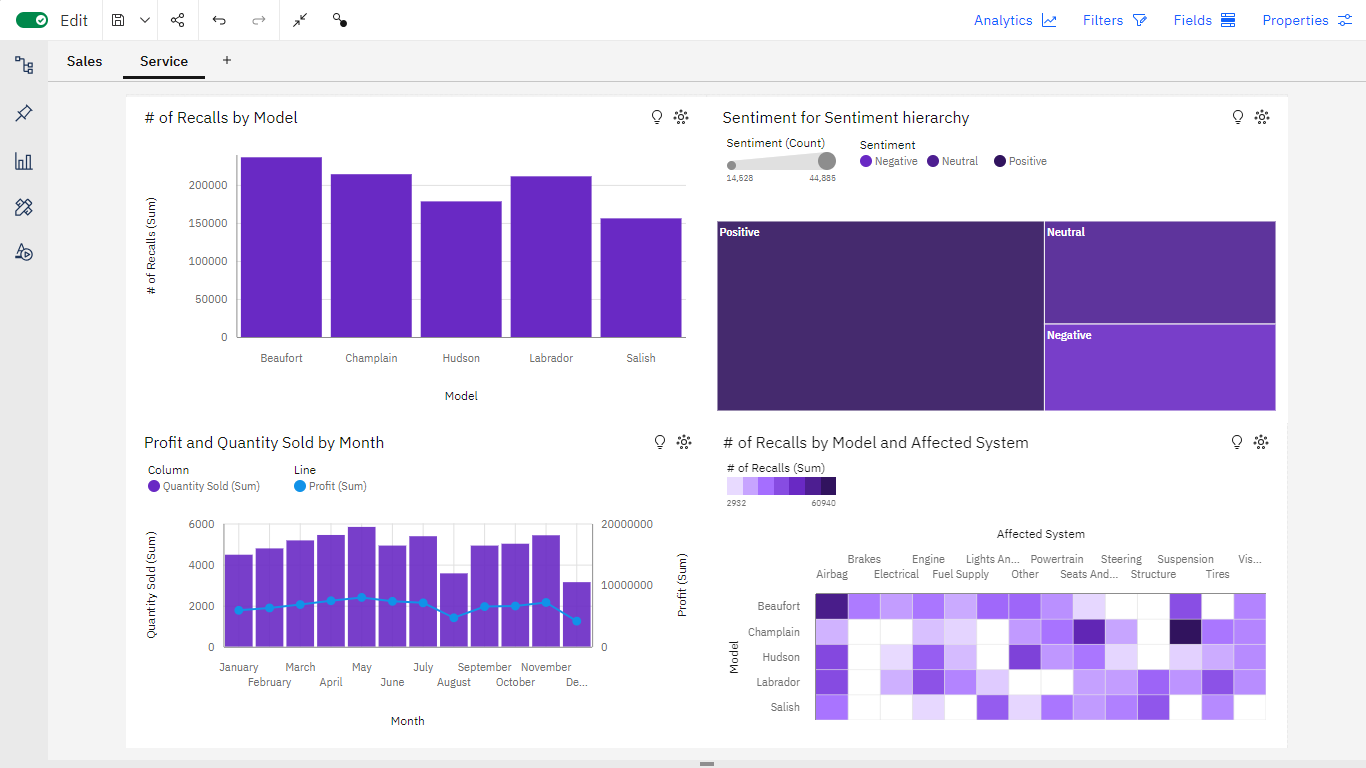 Edit
Analytics Filters Fields Properties
Sales Service +
# of Recalls by Model
# of Recalls (Sum)
200000
150000
100000
50000
0
Beaufort Champlain Hudson Labrador Salish
Model
Sentiment for Sentiment hierarchy
Sentiment (Count)
14,528 44,885
Sentiment
Negative Neutral Positive
Positive
Neutral
Negative
Profit and Quantity Sold by Month
Column
Quantity Sold (Sum)
Line
Profit (Sum)
Quantity Sold (Sum)
6000
4000
2000
0
20000000
10000000
0
Profit (Sum)
January March May July September November
February April June August October De...
Month
# of Recalls by Model and Affected System
# of Recalls (Sum)
2932 60940
Affected System
Brakes Engine Lights An... Powertrain Steering Suspension Vis...
Airbag Electrical Fuel Supply Other Seats And... Structure Tires
Model
Beaufort
Champlain
Hudson
Labrador
Salish